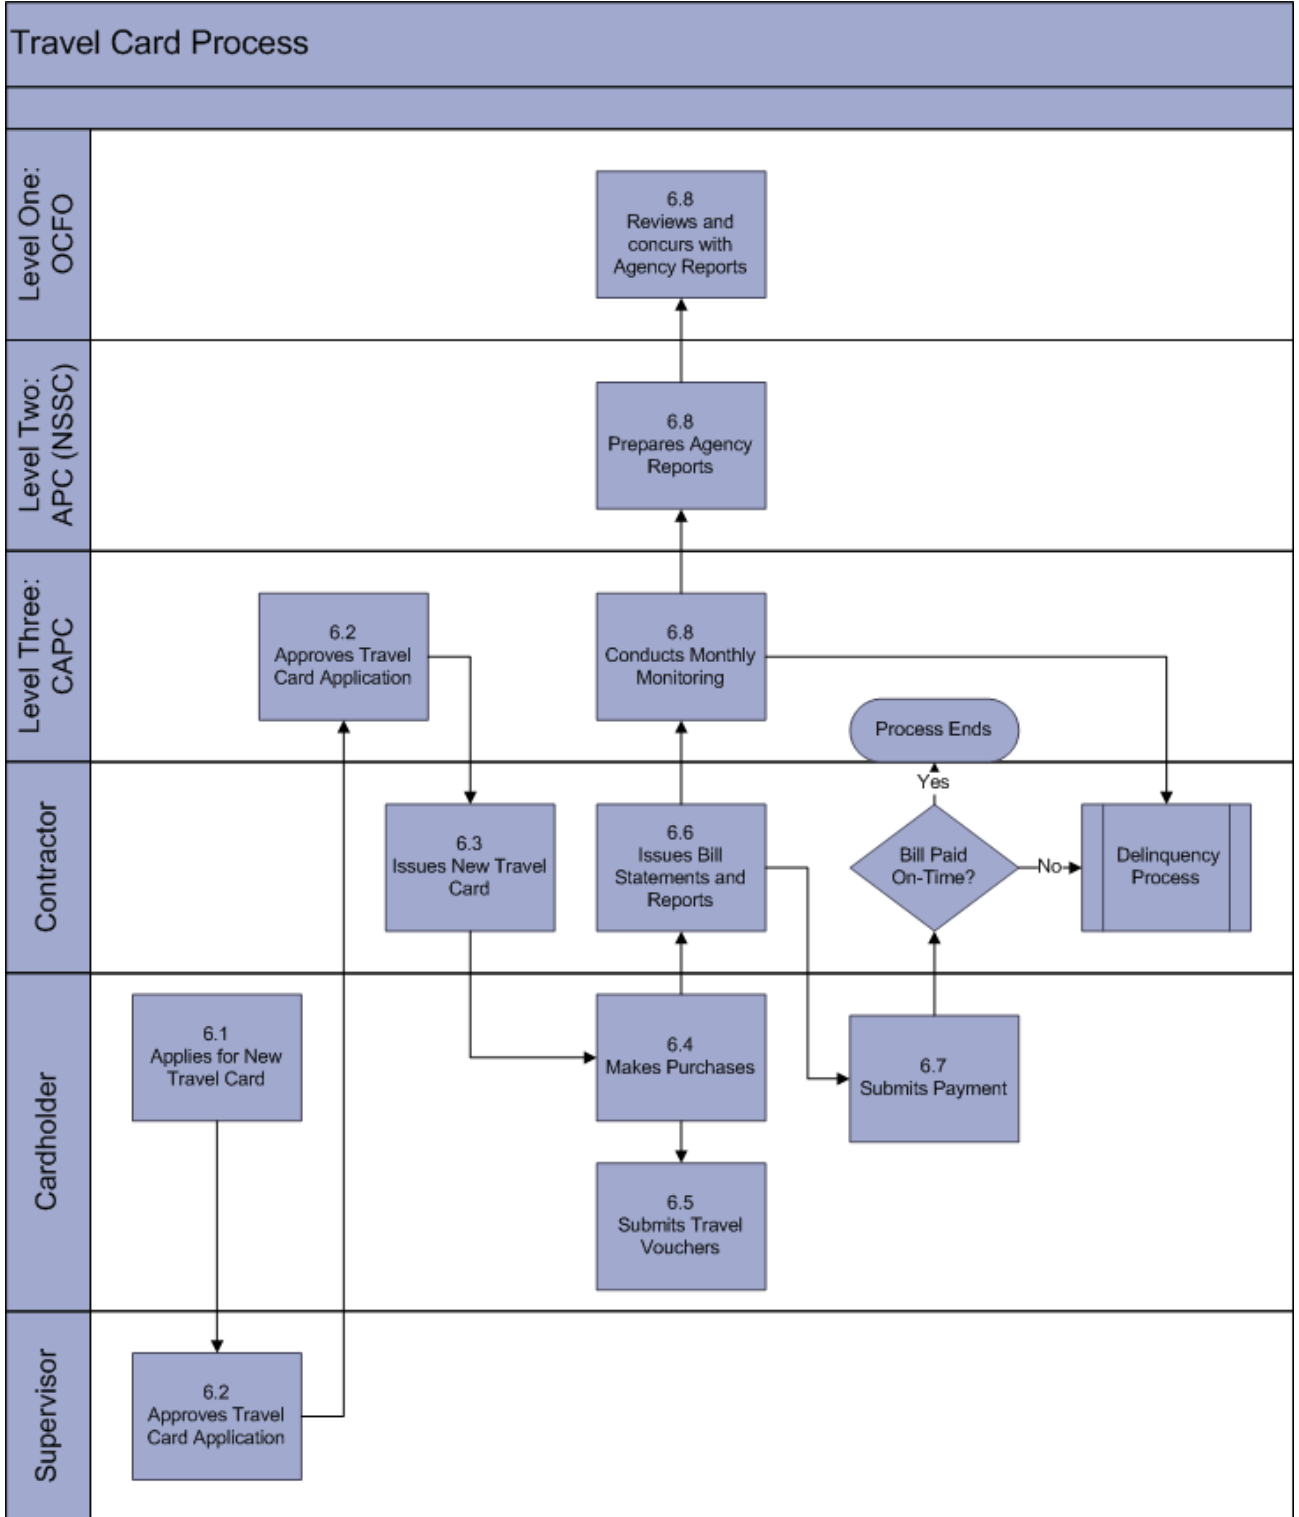 Travel Card Process
Level One:
OCFO
6.8
Reviews and
concurs with
Agency Reports
Level Two:
APC (NSSC)
6.8
Prepares Agency
Reports
Level Three:
CAPC
6.2
Approves Travel
Card Application
6.8
Conducts Monthly
Monitoring
Process Ends
Contractor
6.3
Issues New Travel
Card
6.6
Issues Bill
Statements and
Reports
Yes
Bill Paid
On-Time?
No
Delinquency
Process
Cardholder
6.1
Applies for New
Travel Card
6.4
Makes Purchases
6.7
Submits Payment
6.5
Submits Travel
Vouchers
Supervisor
6.2
Approves Travel
Card Application